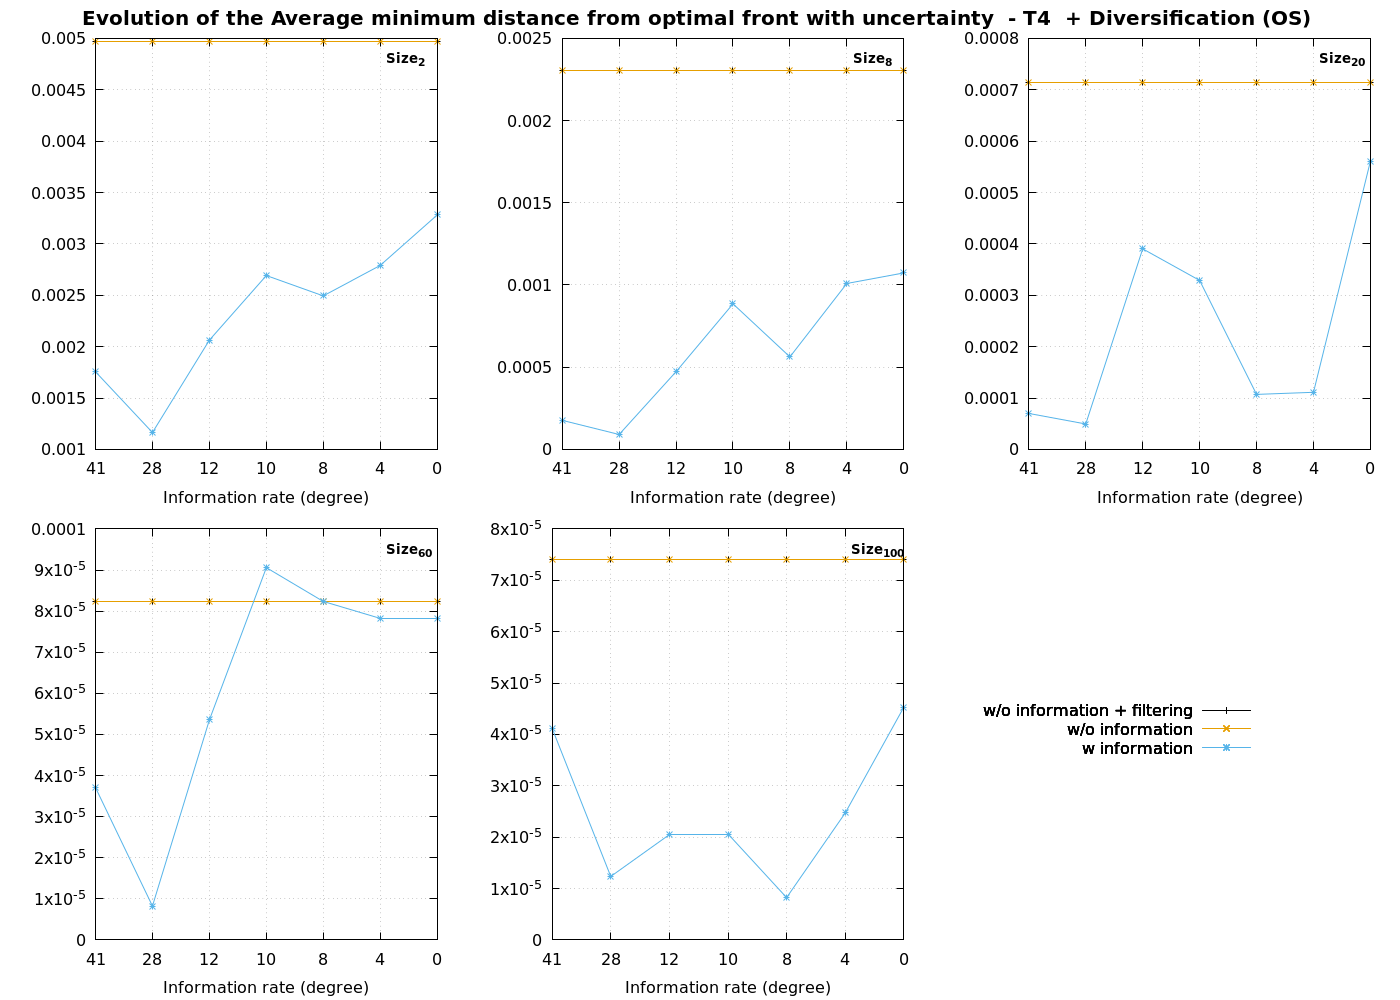 Evolution of the Average minimum distance from optimal front with uncertainty - T4 + Diversification (OS)
0.005
0.0045
0.004
0.0035
0.003
0.0025
0.002
0.0015
0.001
Size₂
41 28 12 10 8 4 0
Information rate (degree)
0.0025
0.002
0.0015
0.001
0.0005
0
Size₈
41 28 12 10 8 4 0
Information rate (degree)
0.0008
0.0007
0.0006
0.0005
0.0004
0.0003
0.0002
0.0001
0
Size₂₀
41 28 12 10 8 4 0
Information rate (degree)
0.0001
9x10⁻⁵
8x10⁻⁵
7x10⁻⁵
6x10⁻⁵
5x10⁻⁵
4x10⁻⁵
3x10⁻⁵
2x10⁻⁵
1x10⁻⁵
0
Size₆₀
41 28 12 10 8 4 0
Information rate (degree)
8x10⁻⁵
7x10⁻⁵
6x10⁻⁵
5x10⁻⁵
4x10⁻⁵
3x10⁻⁵
2x10⁻⁵
1x10⁻⁵
0
Size₁₀₀
41 28 12 10 8 4 0
Information rate (degree)
w/o information + filtering
w/o information
w information